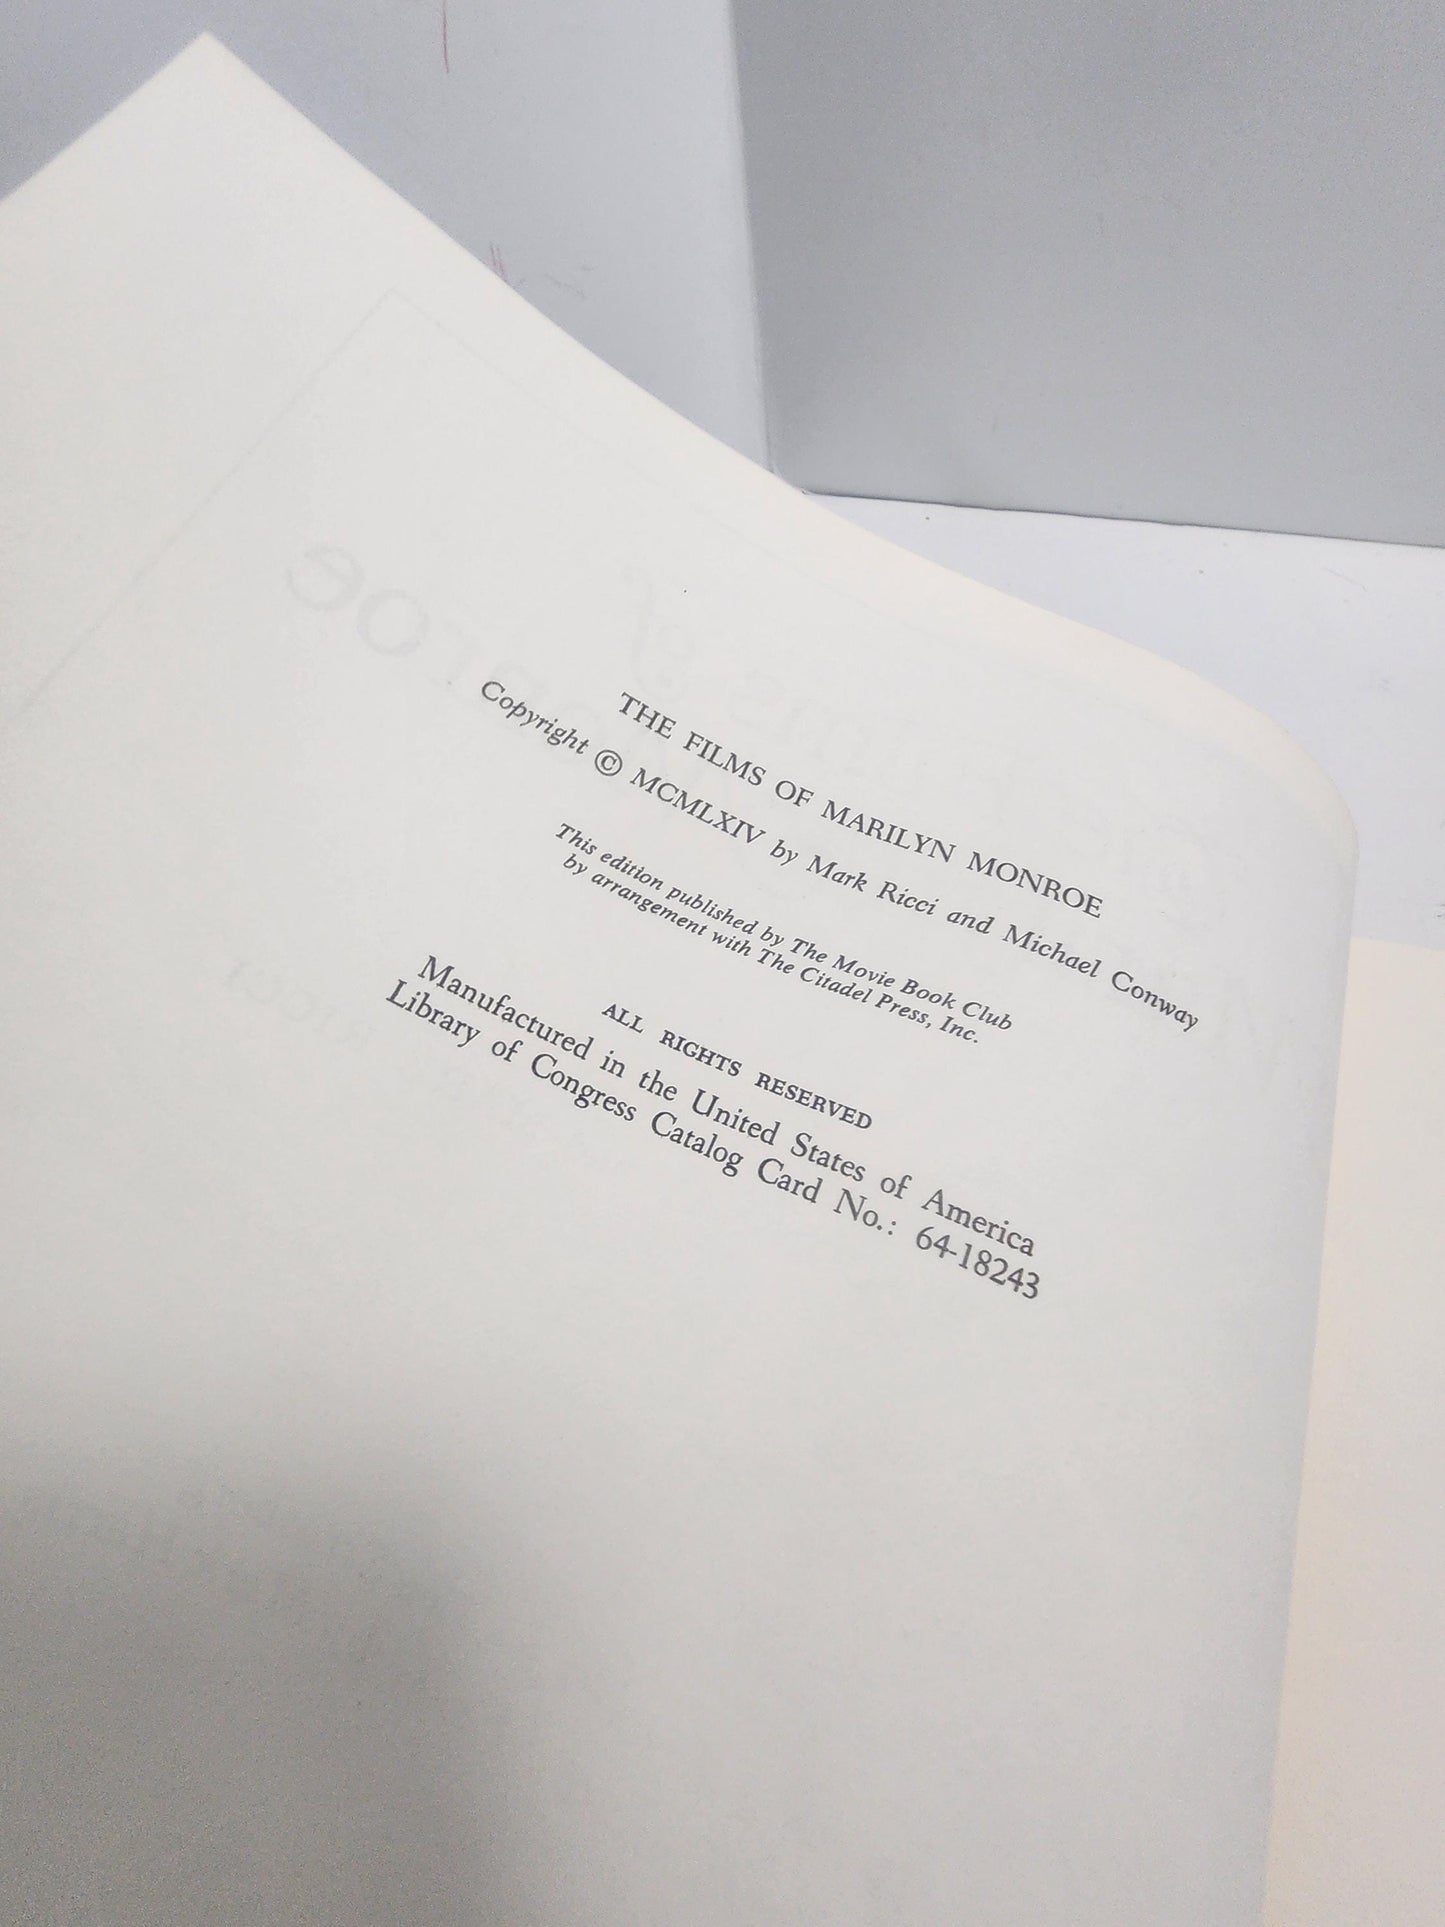 THE FILMS OF MARILYN MONROE
Copyright © MCMLXIV by Mark Ricci and Michael Conway
This edition published by The Movie Book Club
by arrangement with The Citadel Press, Inc.
ALL RIGHTS RESERVED
Manufactured in the United States of America
Library of Congress Catalog Card No.: 64-18243